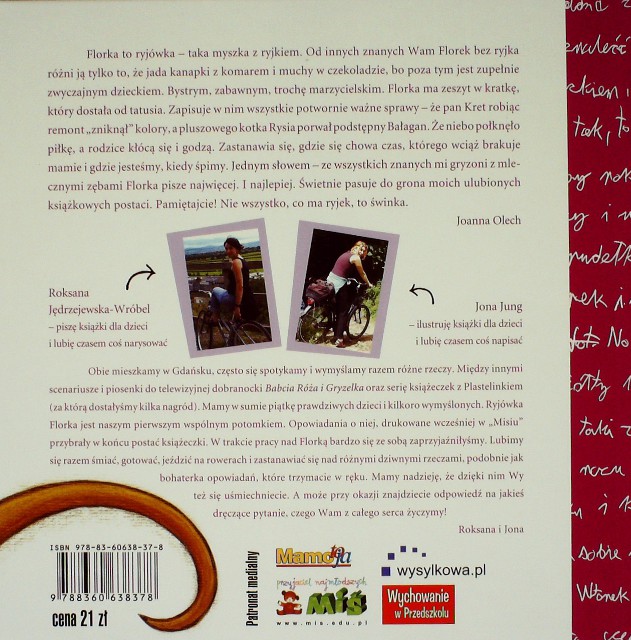 Florka to ryjówka – taka myszka z ryjkiem. Od innych znanych Wam Florek bez ryjka
różni ją tylko to, że jada kanapki z komarem i muchy w czekoladzie, bo poza tym jest zupełnie
zwyczajnym dzieckiem. Bystrym, zabawnym, trochę marzycielskim. Florka ma zeszyt w kratkę,
który dostała od tatusia. Zapisuje w nim wszystkie potwornie ważne sprawy – że pan Kret robiąc
remont „zniknął" kolory, a pluszowego kotka Rysia porwał podstępny Bałagan. Że niebo połknęło
piłkę, a rodzice kłócą się i godzą. Zastanawia się, gdzie się chowa czas, którego wciąż brakuje
mamie i gdzie jesteśmy, kiedy śpimy. Jednym słowem – ze wszystkich znanych mi gryzoni z mle-
cznymi zębami Florka pisze najwięcej. I najlepiej. Świetnie pasuje do grona moich ulubionych
książkowych postaci. Pamiętajcie! Nie wszystko, co ma ryjek, to świnka.
Joanna Olech
Roksana
Jędrzejewska-Wróbel
– piszę książki dla dzieci
i lubię czasem coś narysować
Jona Jung
– ilustruję książki dla dzieci
i lubię czasem coś napisać
Obie mieszkamy w Gdańsku, często się spotykamy i wymyślamy razem różne rzeczy. Między innymi
scenariusze i piosenki do telewizyjnej dobranocki Babcia Róża i Gryzelka oraz serię książeczek z Plastelinkiem
(za którą dostałyśmy kilka nagród). Mamy w sumie piątkę prawdziwych dzieci i kilkoro wymyślonych. Ryjówka
Florka jest naszym pierwszym wspólnym potomkiem. Opowiadania o niej, drukowane wcześniej w „Misiu"
przybrały w końcu postać książeczki. W trakcie pracy nad Florką bardzo się ze sobą zaprzyjaźniłyśmy. Lubimy
się razem śmiać, gotować, jeździć na rowerach i zastanawiać się nad różnymi dziwnymi rzeczami, podobnie jak
bohaterka opowiadań, które trzymacie w ręku. Mamy nadzieję, że dzięki nim Wy
też się uśmiechniecie. A może przy okazji znajdziecie odpowiedź na jakieś
dręczące pytanie, czego Wam z całego serca życzymy!
Roksana i Jona
ISBN 978-83-60638-37-8
9 788360 638378
cena 21 zł
Patronat medialny
Mamo to ja
przyjaciel najmłodszych
MIŚ
www.mis.edu.pl
wysylkowa.pl
Wychowanie
w Przedszkolu
tak, to
i
No
sobie
Wtorek